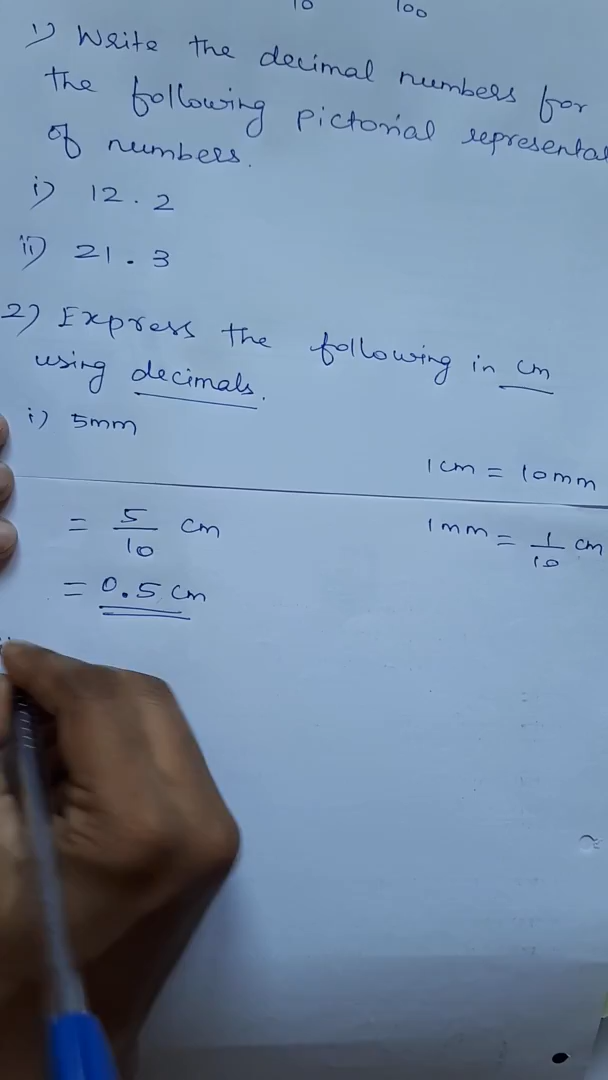 10 100
1) Write the decimal numbers for
the following pictorial representa
of numbers.
i) 12.2
ii) 21.3
2) Express the following in cm
using decimals.
i) 5mm
1cm = 10mm
= 5/10 cm
1mm = 1/10 cm
= 0.5 cm